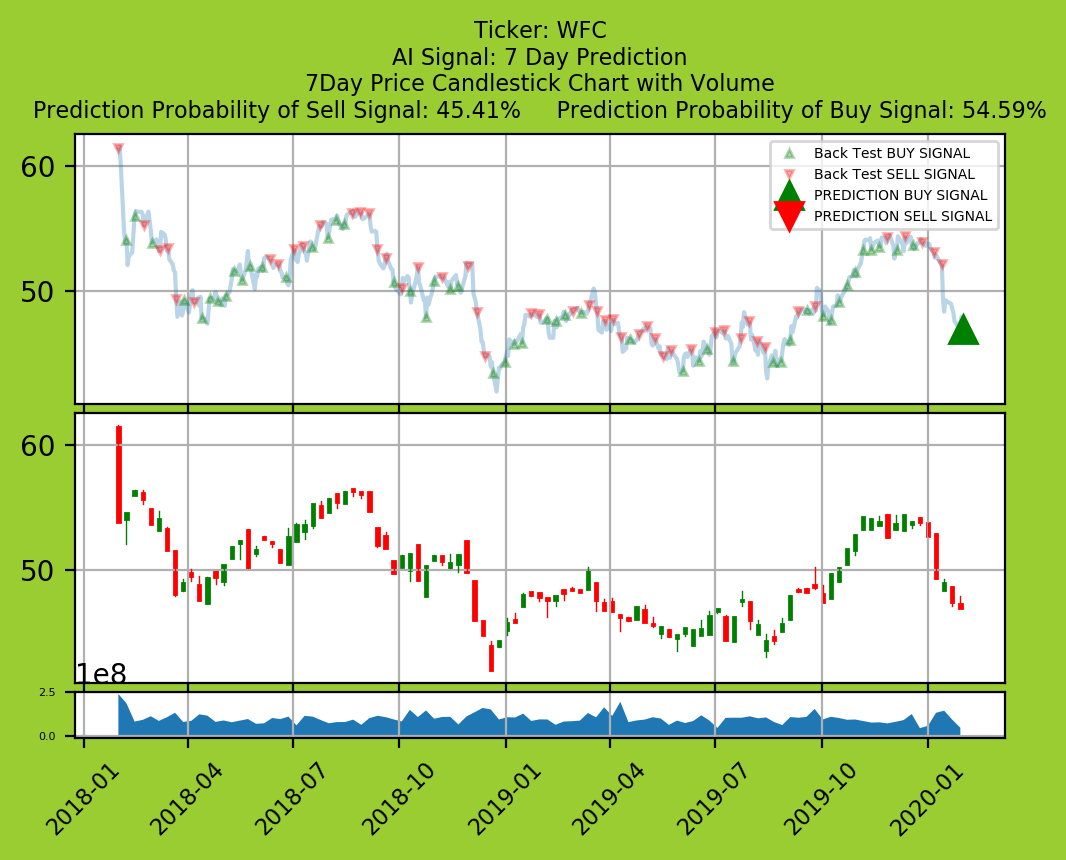 Ticker: WFC
AI Signal: 7 Day Prediction
7Day Price Candlestick Chart with Volume
Prediction Probability of Sell Signal: 45.41%    Prediction Probability of Buy Signal: 54.59%
Back Test BUY SIGNAL
Back Test SELL SIGNAL
PREDICTION BUY SIGNAL
PREDICTION SELL SIGNAL
60
50
60
50
1e8
2.5
0.0
2018-01
2018-04
2018-07
2018-10
2019-01
2019-04
2019-07
2019-10
2020-01